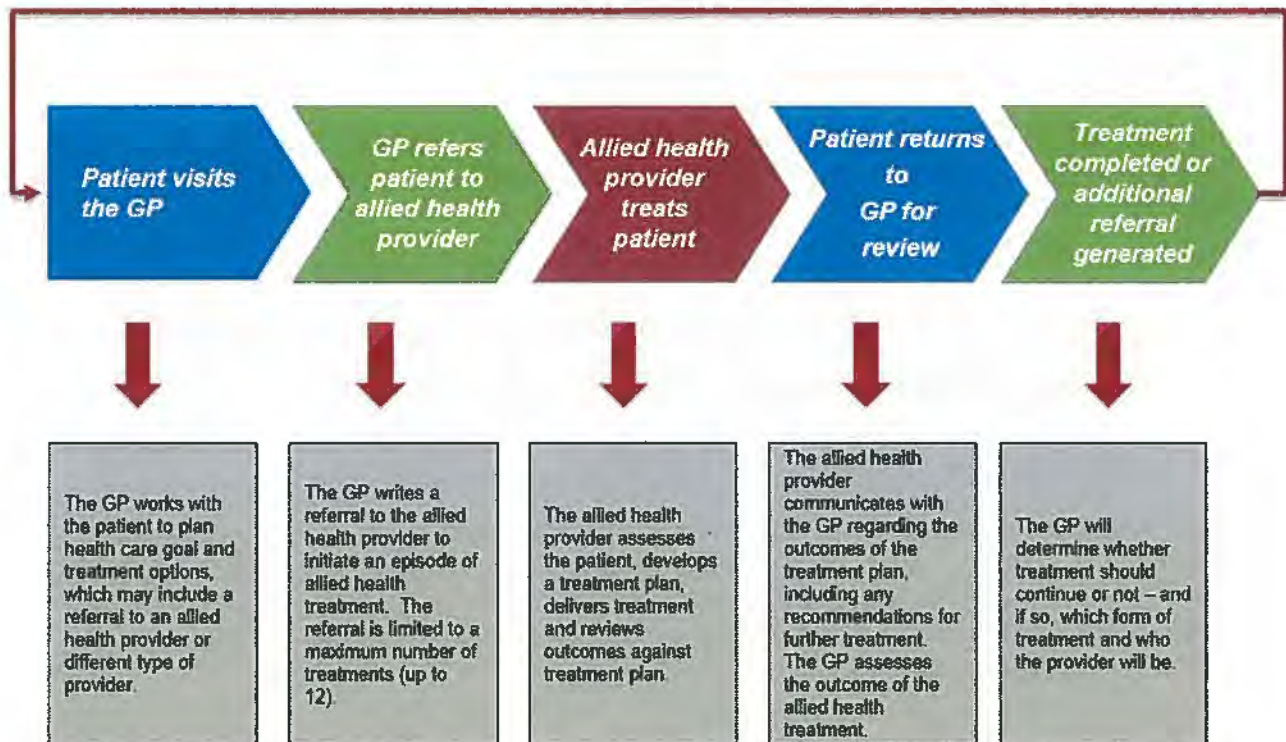 Patient visits
the GP
GP refers
patient to
allied health
provider
Allied health
provider
treats
patient
Patient returns
to
GP for
review
Treatment
completed or
additional
referral
generated
The GP works with
the patient to plan
health care goal and
treatment options,
which may include a
referral to an allied
health provider or
different type of
provider.
The GP writes a
referral to the allied
health provider to
initiate an episode of
allied health
treatment. The
referral is limited to a
maximum number of
treatments (up to
12).
The allied health
provider assesses
the patient, develops
a treatment plan,
delivers treatment
and reviews
outcomes against
treatment plan.
The allied health
provider
communicates with
the GP regarding the
outcomes of the
treatment plan,
including any
recommendations for
further treatment.
The GP assesses
the outcome of the
allied health
treatment.
The GP will
determine whether
treatment should
continue or not – and
if so, which form of
treatment and who
the provider will be.